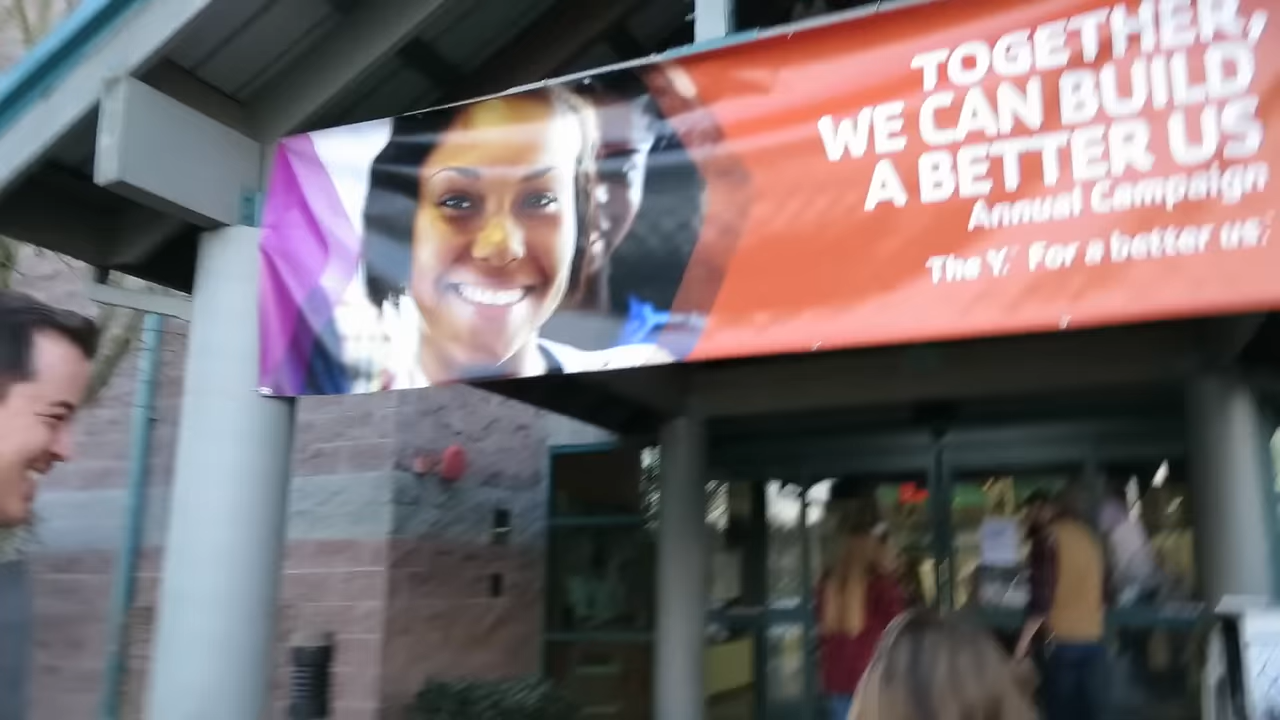 TOGETHER,
WE CAN BUILD
A BETTER US
Annual Campaign
The Y. For a better us.